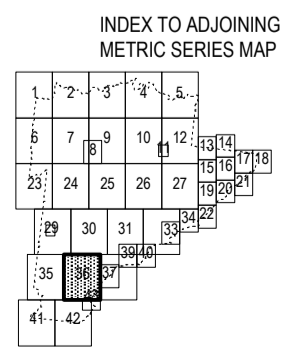 INDEX TO ADJOINING
METRIC SERIES MAP
1 2 3 4 5
6 7 8 9 10 11 12 13 14
15 16 17 18
23 24 25 26 27 19 20 21
22
29 30 31 33 34
35 36 37 39 40
41 42